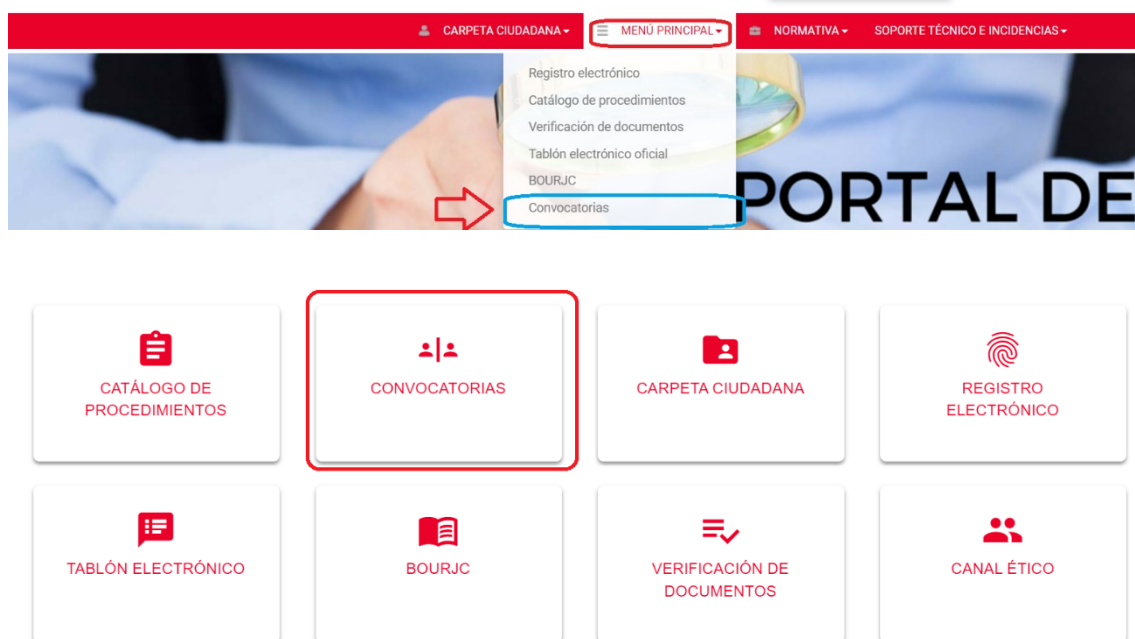 CARPETA CIUDADANA
MENÚ PRINCIPAL
NORMATIVA
SOPORTE TÉCNICO E INCIDENCIAS
Registro electrónico
Catálogo de procedimientos
Verificación de documentos
Tablón electrónico oficial
BOURJC
Convocatorias
PORTAL DE
CATÁLOGO DE
PROCEDIMIENTOS
CONVOCATORIAS
CARPETA CIUDADANA
REGISTRO
ELECTRÓNICO
TABLÓN ELECTRÓNICO
BOURJC
VERIFICACIÓN DE
DOCUMENTOS
CANAL ÉTICO